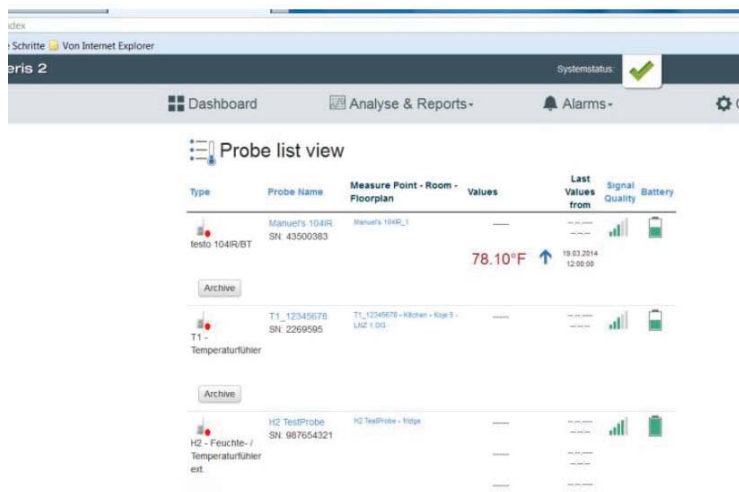 ndex
e Schritte Von Internet Explorer
eris 2
Systemstatus:
Dashboard
Analyse & Reports
Alarms
Probe list view
Type
Probe Name
Measure Point - Room - Floorplan
Values
Last Values from
Signal Quality
Battery
testo 104IR/BT
Manuel's 104IR
SN: 43500383
Manuel's 104IR_1
-----
--.--.----
--:--:--
78.10°F
19.03.2014
12:00:00
Archive
T1 -
Temperaturfühler
T1_12345678
SN: 2269595
T1_12345678 - Kitchen - Koje 5 -
LNZ 1.OG
-----
--.--.----
--:--:--
Archive
H2 - Feuchte- /
Temperaturfühler
ext.
H2 TestProbe
SN: 987654321
H2 TestProbe - fridge
-----
--.--.----
--:--:--
-----
--.--.----
--:--:--
-----
--.--.----